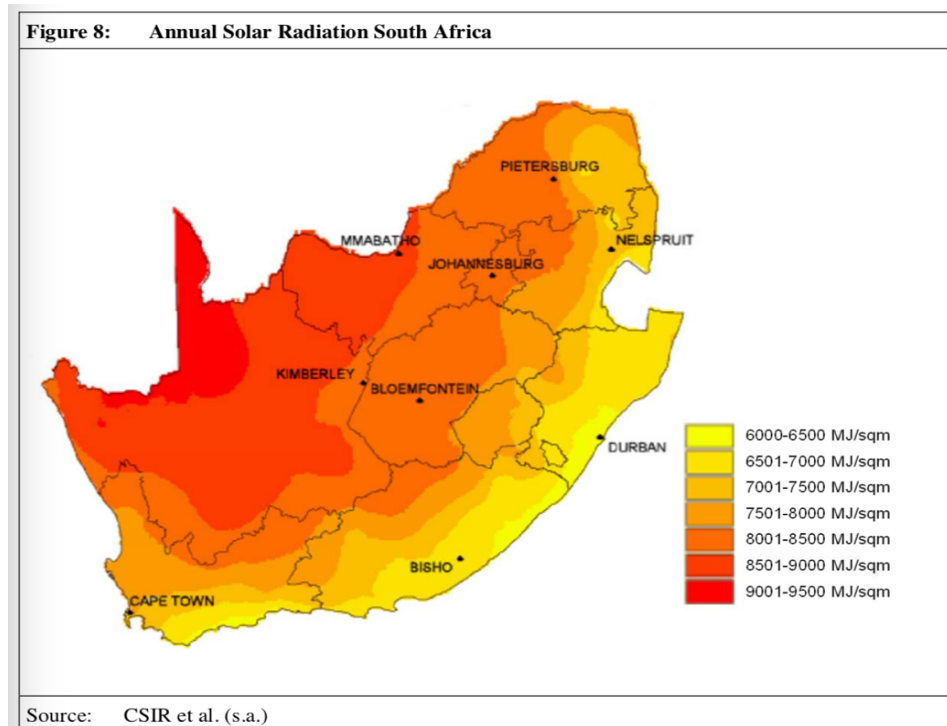 Figure 8: Annual Solar Radiation South Africa
PIETERSBURG
MMABATHO
NELSPRUIT
JOHANNESBURG
KIMBERLEY
BLOEMFONTEIN
DURBAN
BISHO
CAPE TOWN
6000-6500 MJ/sqm
6501-7000 MJ/sqm
7001-7500 MJ/sqm
7501-8000 MJ/sqm
8001-8500 MJ/sqm
8501-9000 MJ/sqm
9001-9500 MJ/sqm
Source: CSIR et al. (s.a.)